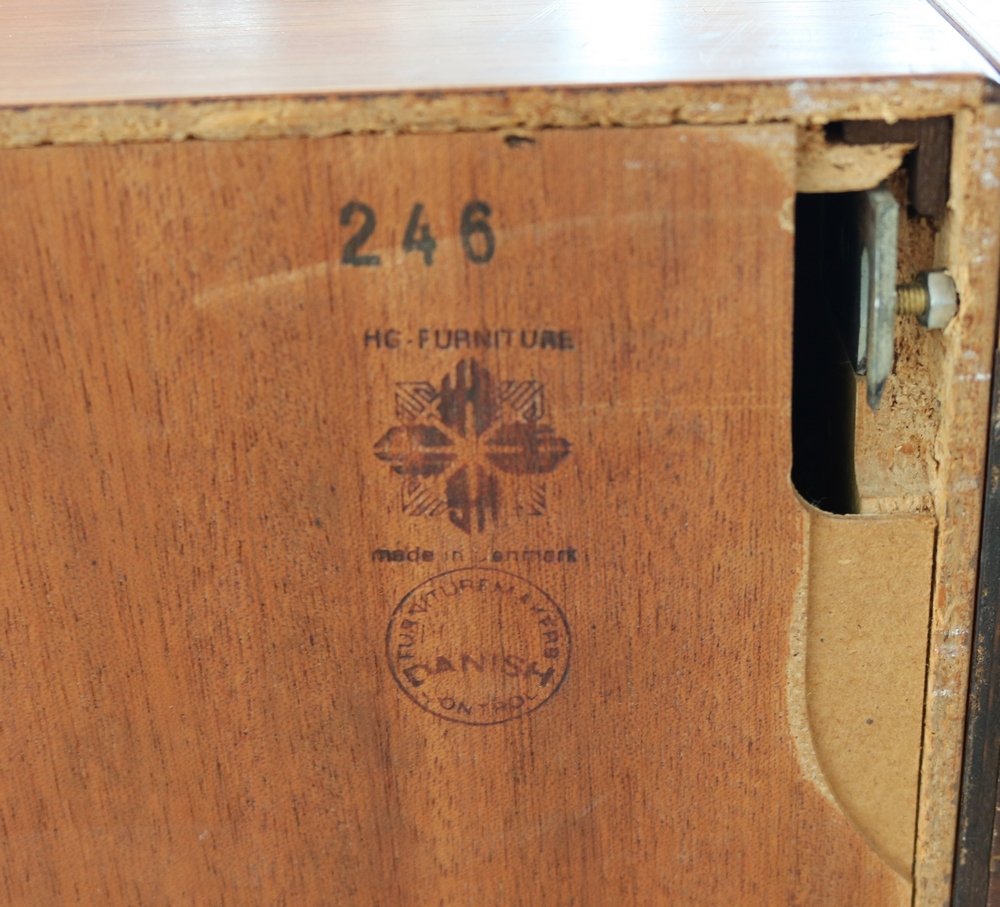 246
HG-FURNITURE
made in Denmark
FURNITUREMAKERS
DANISH
CONTROL